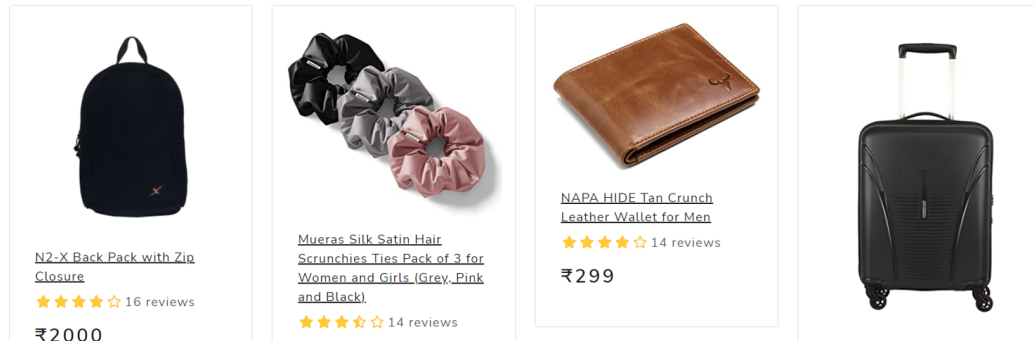 N2-X Back Pack with Zip
Closure
16 reviews
₹2000
Mueras Silk Satin Hair
Scrunchies Ties Pack of 3 for
Women and Girls (Grey, Pink
and Black)
14 reviews
NAPA HIDE Tan Crunch
Leather Wallet for Men
14 reviews
₹299